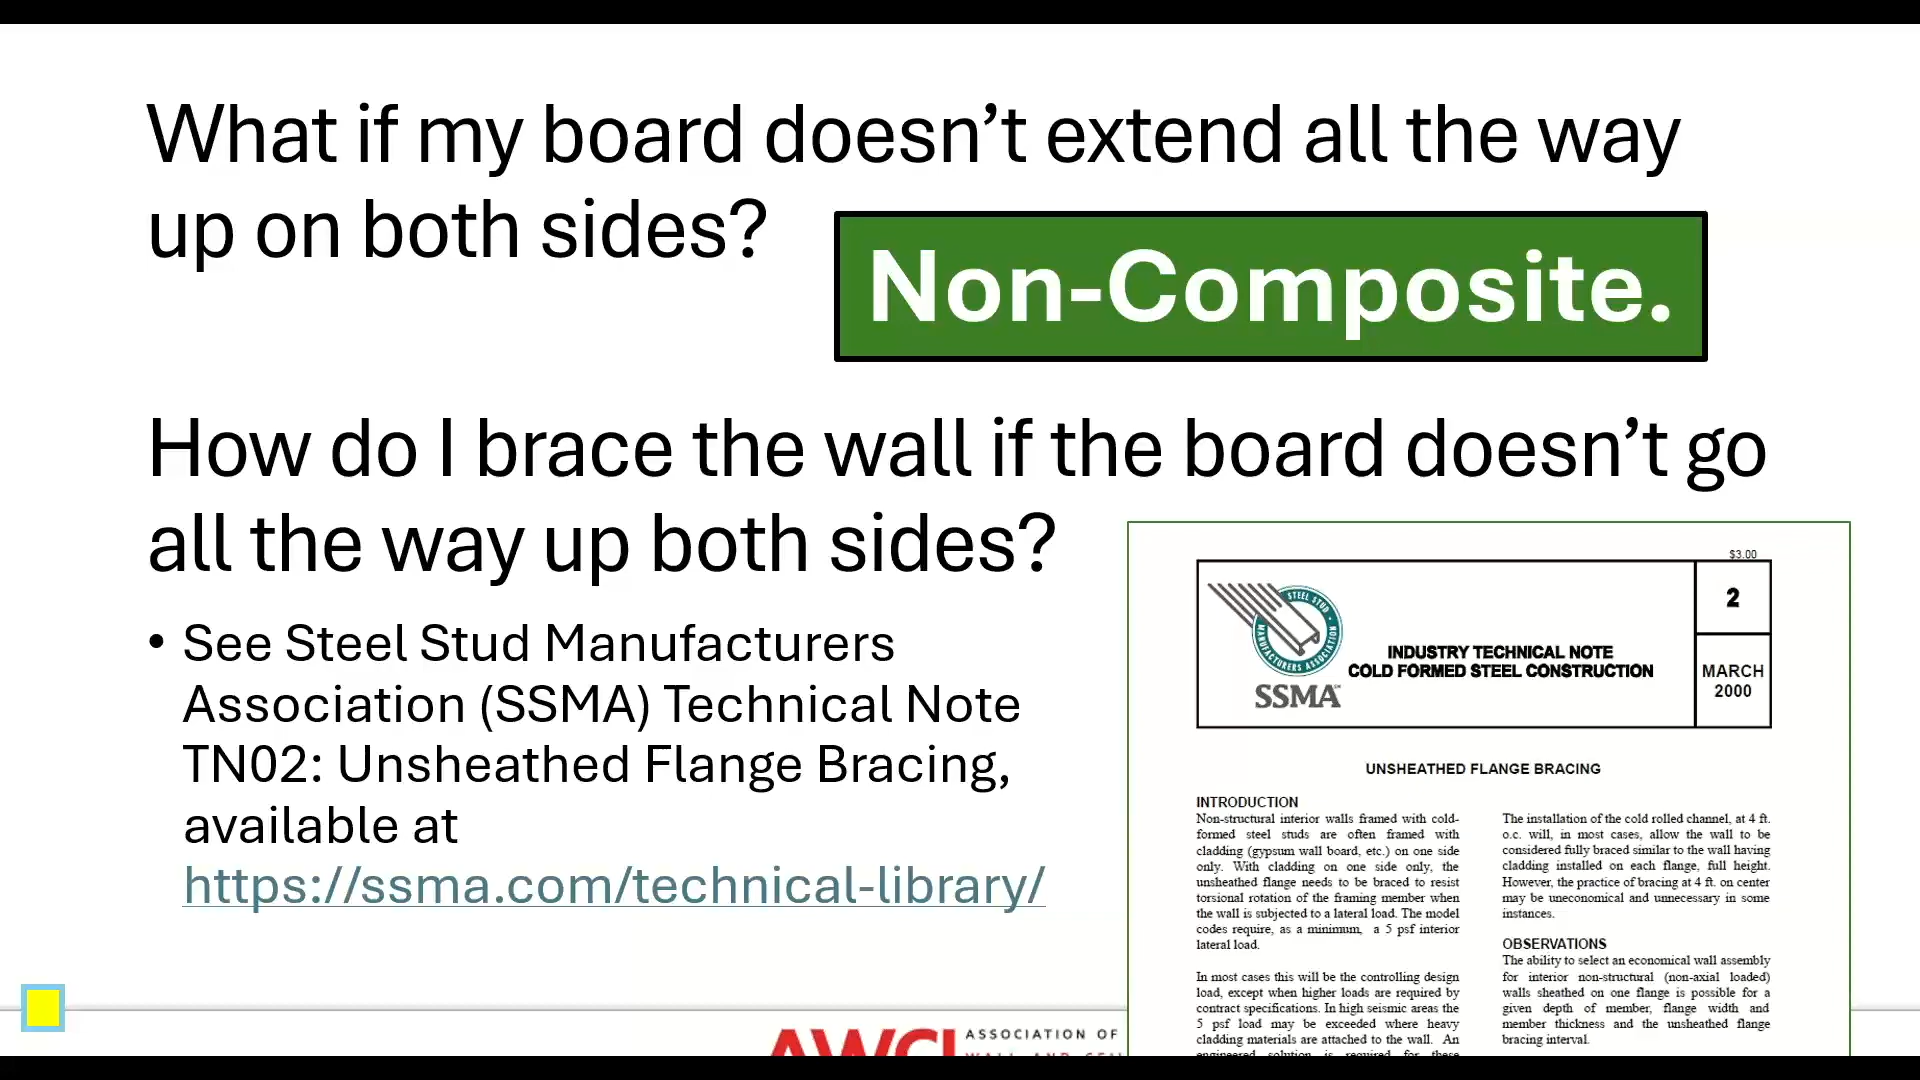 What if my board doesn’t extend all the way
up on both sides?
Non-Composite.
How do I brace the wall if the board doesn’t go
all the way up both sides?
• See Steel Stud Manufacturers
Association (SSMA) Technical Note
TN02: Unsheathed Flange Bracing,
available at
https://ssma.com/technical-library/
$3.00
STEEL STUD
MANUFACTURERS ASSOCIATION
SSMA
INDUSTRY TECHNICAL NOTE
COLD FORMED STEEL CONSTRUCTION
2
MARCH
2000
UNSHEATHED FLANGE BRACING
INTRODUCTION
Non-structural interior walls framed with cold-
formed steel studs are often framed with
cladding (gypsum wall board, etc.) on one side
only. With cladding on one side only, the
unsheathed flange needs to be braced to resist
torsional rotation of the framing member when
the wall is subjected to a lateral load. The model
codes require, as a minimum, a 5 psf interior
lateral load.
In most cases this will be the controlling design
load, except when higher loads are required by
contract specifications. In high seismic areas the
5 psf load may be exceeded where heavy
cladding materials are attached to the wall. An
engineered solution is required for these
The installation of the cold rolled channel, at 4 ft.
o.c. will, in most cases, allow the wall to be
considered fully braced similar to the wall having
cladding installed on each flange, full height.
However, the practice of bracing at 4 ft. on center
may be uneconomical and unnecessary in some
instances.
OBSERVATIONS
The ability to select an economical wall assembly
for interior non-structural (non-axial loaded)
walls sheathed on one flange is possible for a
given depth of member, flange width and
member thickness and the unsheathed flange
bracing interval.
AWCI
ASSOCIATION OF